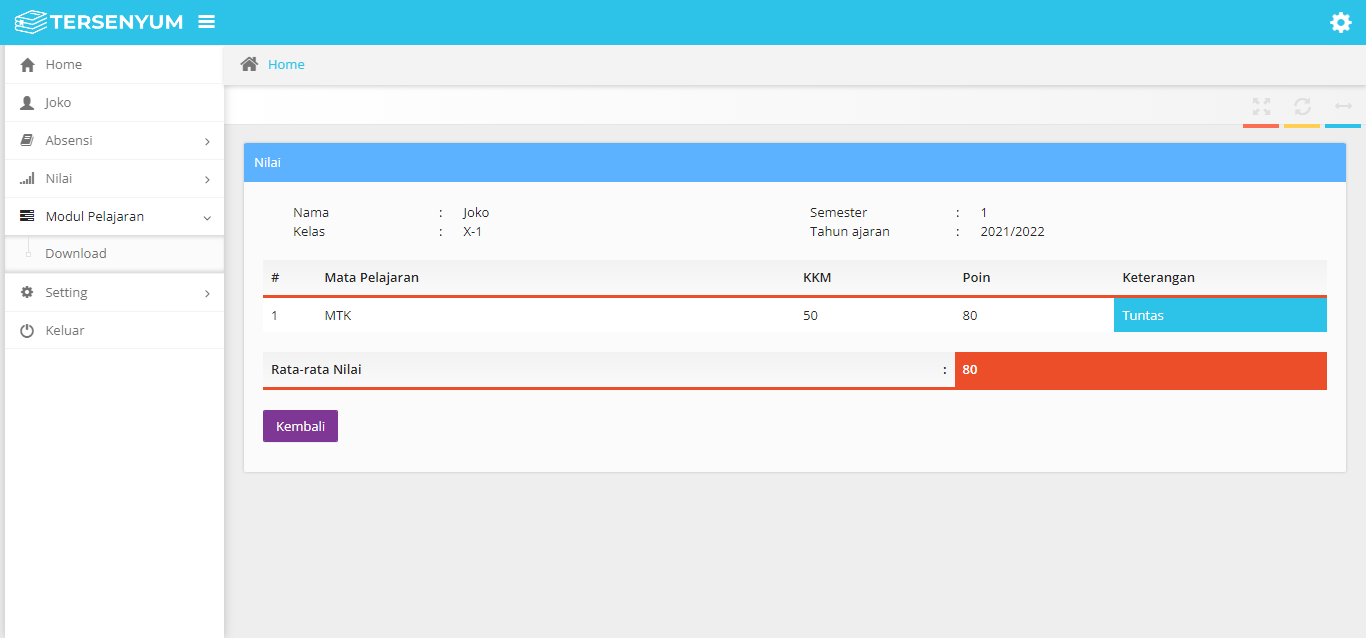 TERSENYUM
Home
Joko
Absensi
Nilai
Modul Pelajaran
Download
Setting
Keluar
Home
Nilai
Nama : Joko Semester : 1
Kelas : X-1 Tahun ajaran : 2021/2022
# Mata Pelajaran KKM Poin Keterangan
1 MTK 50 80 Tuntas
Rata-rata Nilai : 80
Kembali